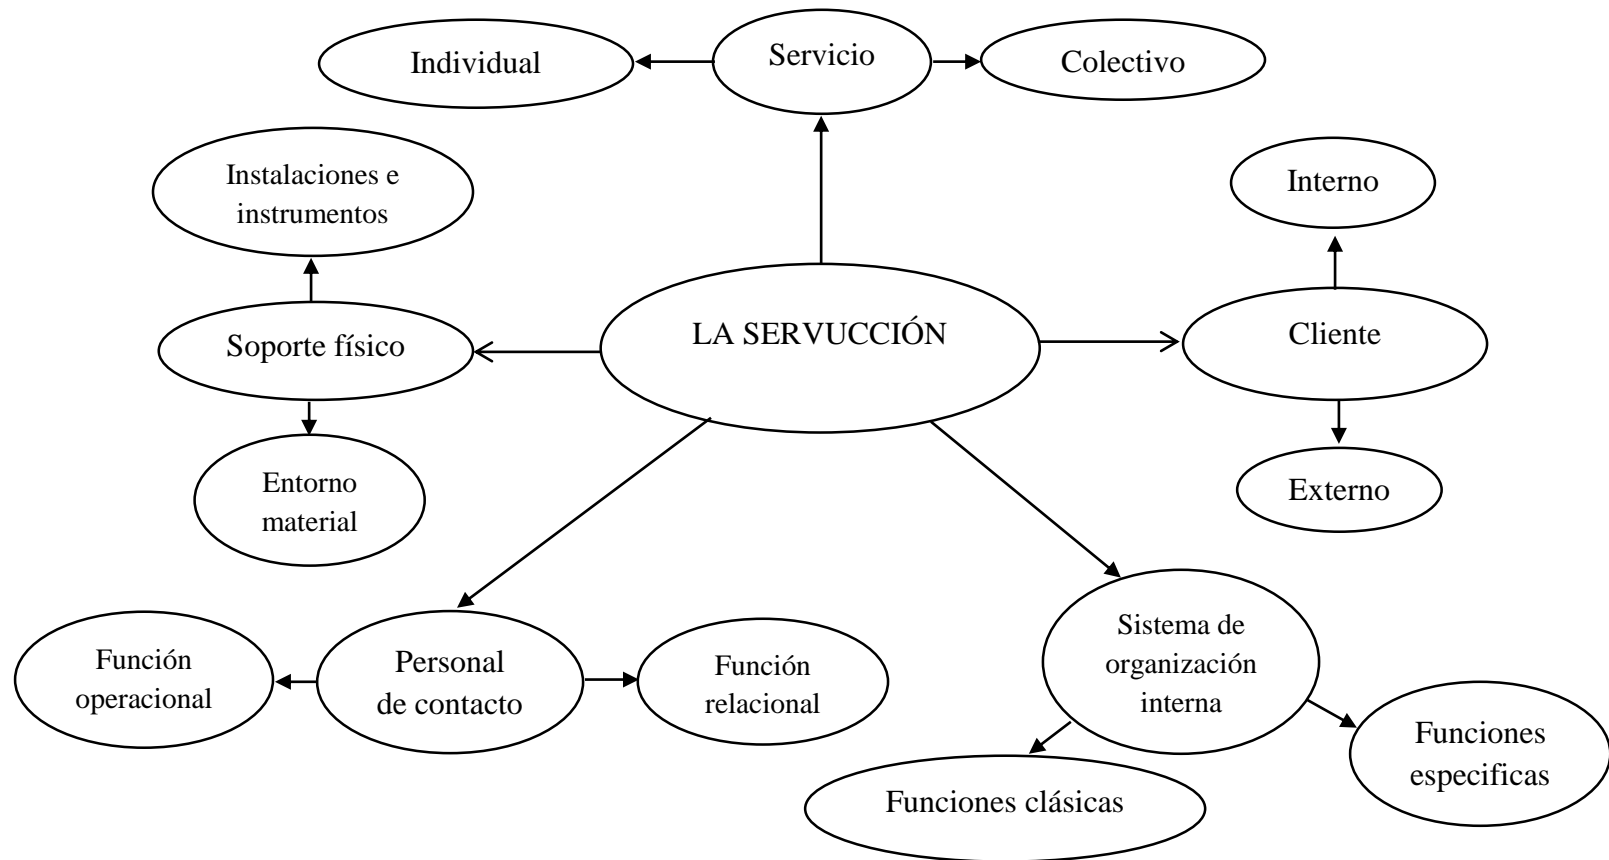 Individual
Servicio
Colectivo
Instalaciones e
instrumentos
Interno
Soporte físico
LA SERVUCCIÓN
Cliente
Entorno
material
Externo
Función
operacional
Personal
de contacto
Función
relacional
Sistema de
organización
interna
Funciones clásicas
Funciones
especificas